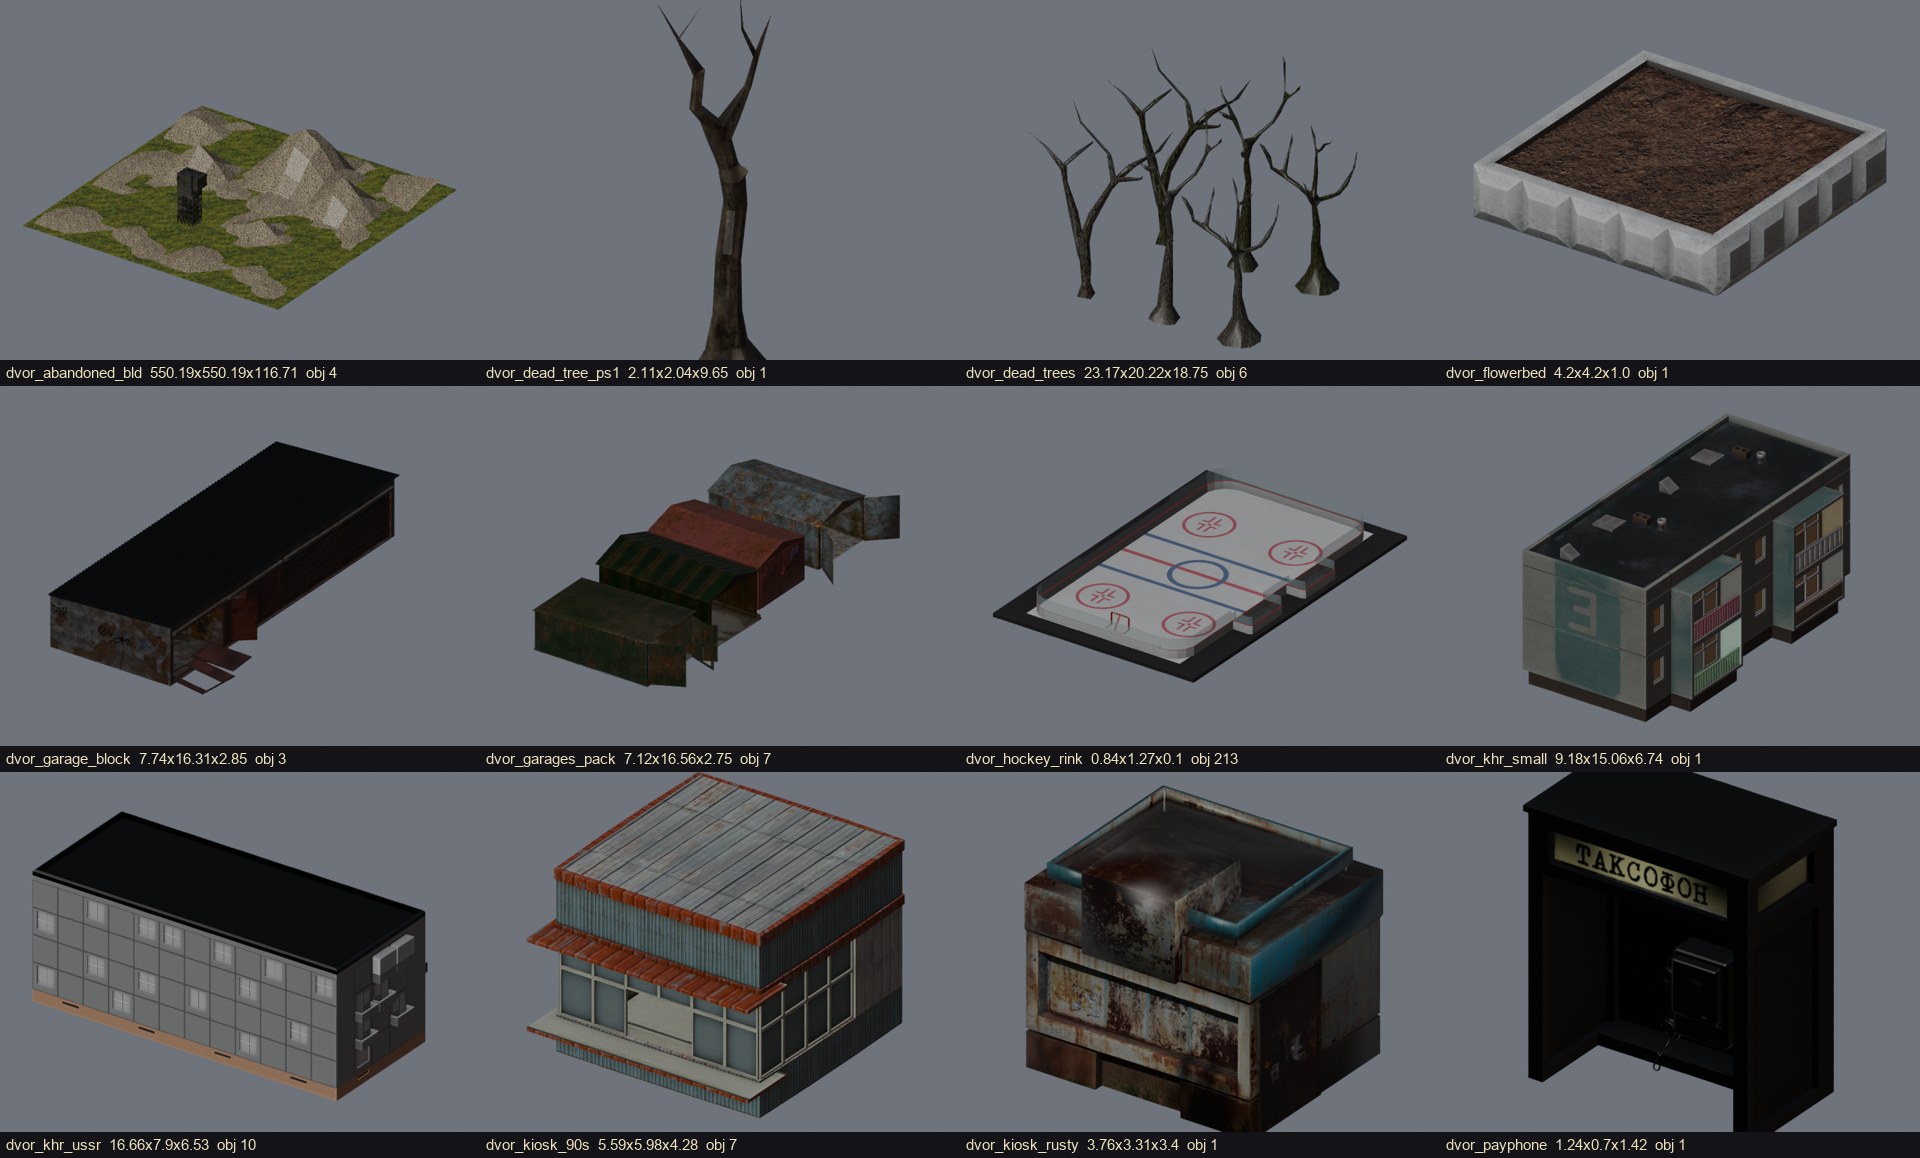 dvor_abandoned_bld 550.19x550.19x116.71 obj 4
dvor_dead_tree_ps1 2.11x2.04x9.65 obj 1
dvor_dead_trees 23.17x20.22x18.75 obj 6
dvor_flowerbed 4.2x4.2x1.0 obj 1
3
dvor_garage_block 7.74x16.31x2.85 obj 3
dvor_garages_pack 7.12x16.56x2.75 obj 7
dvor_hockey_rink 0.84x1.27x0.1 obj 213
dvor_khr_small 9.18x15.06x6.74 obj 1
ТАКСОФОН
dvor_khr_ussr 16.66x7.9x6.53 obj 10
dvor_kiosk_90s 5.59x5.98x4.28 obj 7
dvor_kiosk_rusty 3.76x3.31x3.4 obj 1
dvor_payphone 1.24x0.7x1.42 obj 1